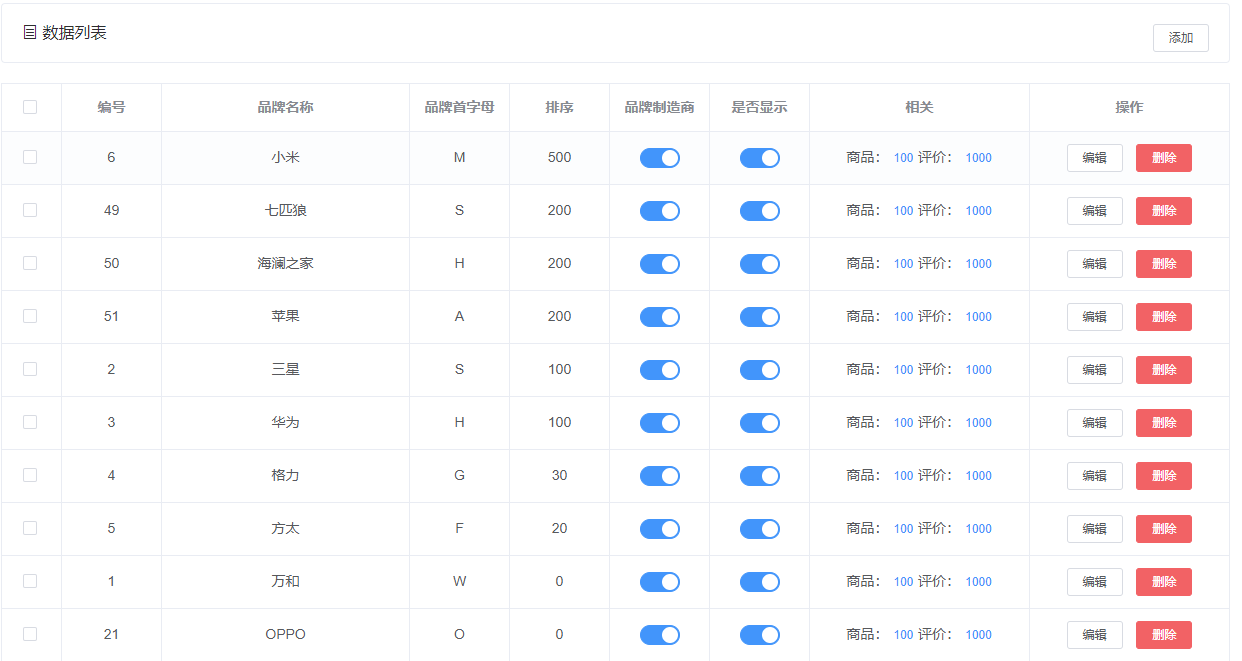 数据列表
添加
编号 品牌名称 品牌首字母 排序 品牌制造商 是否显示 相关 操作
6 小米 M 500 商品： 100 评价： 1000 编辑 删除
49 七匹狼 S 200 商品： 100 评价： 1000 编辑 删除
50 海澜之家 H 200 商品： 100 评价： 1000 编辑 删除
51 苹果 A 200 商品： 100 评价： 1000 编辑 删除
2 三星 S 100 商品： 100 评价： 1000 编辑 删除
3 华为 H 100 商品： 100 评价： 1000 编辑 删除
4 格力 G 30 商品： 100 评价： 1000 编辑 删除
5 方太 F 20 商品： 100 评价： 1000 编辑 删除
1 万和 W 0 商品： 100 评价： 1000 编辑 删除
21 OPPO O 0 商品： 100 评价： 1000 编辑 删除